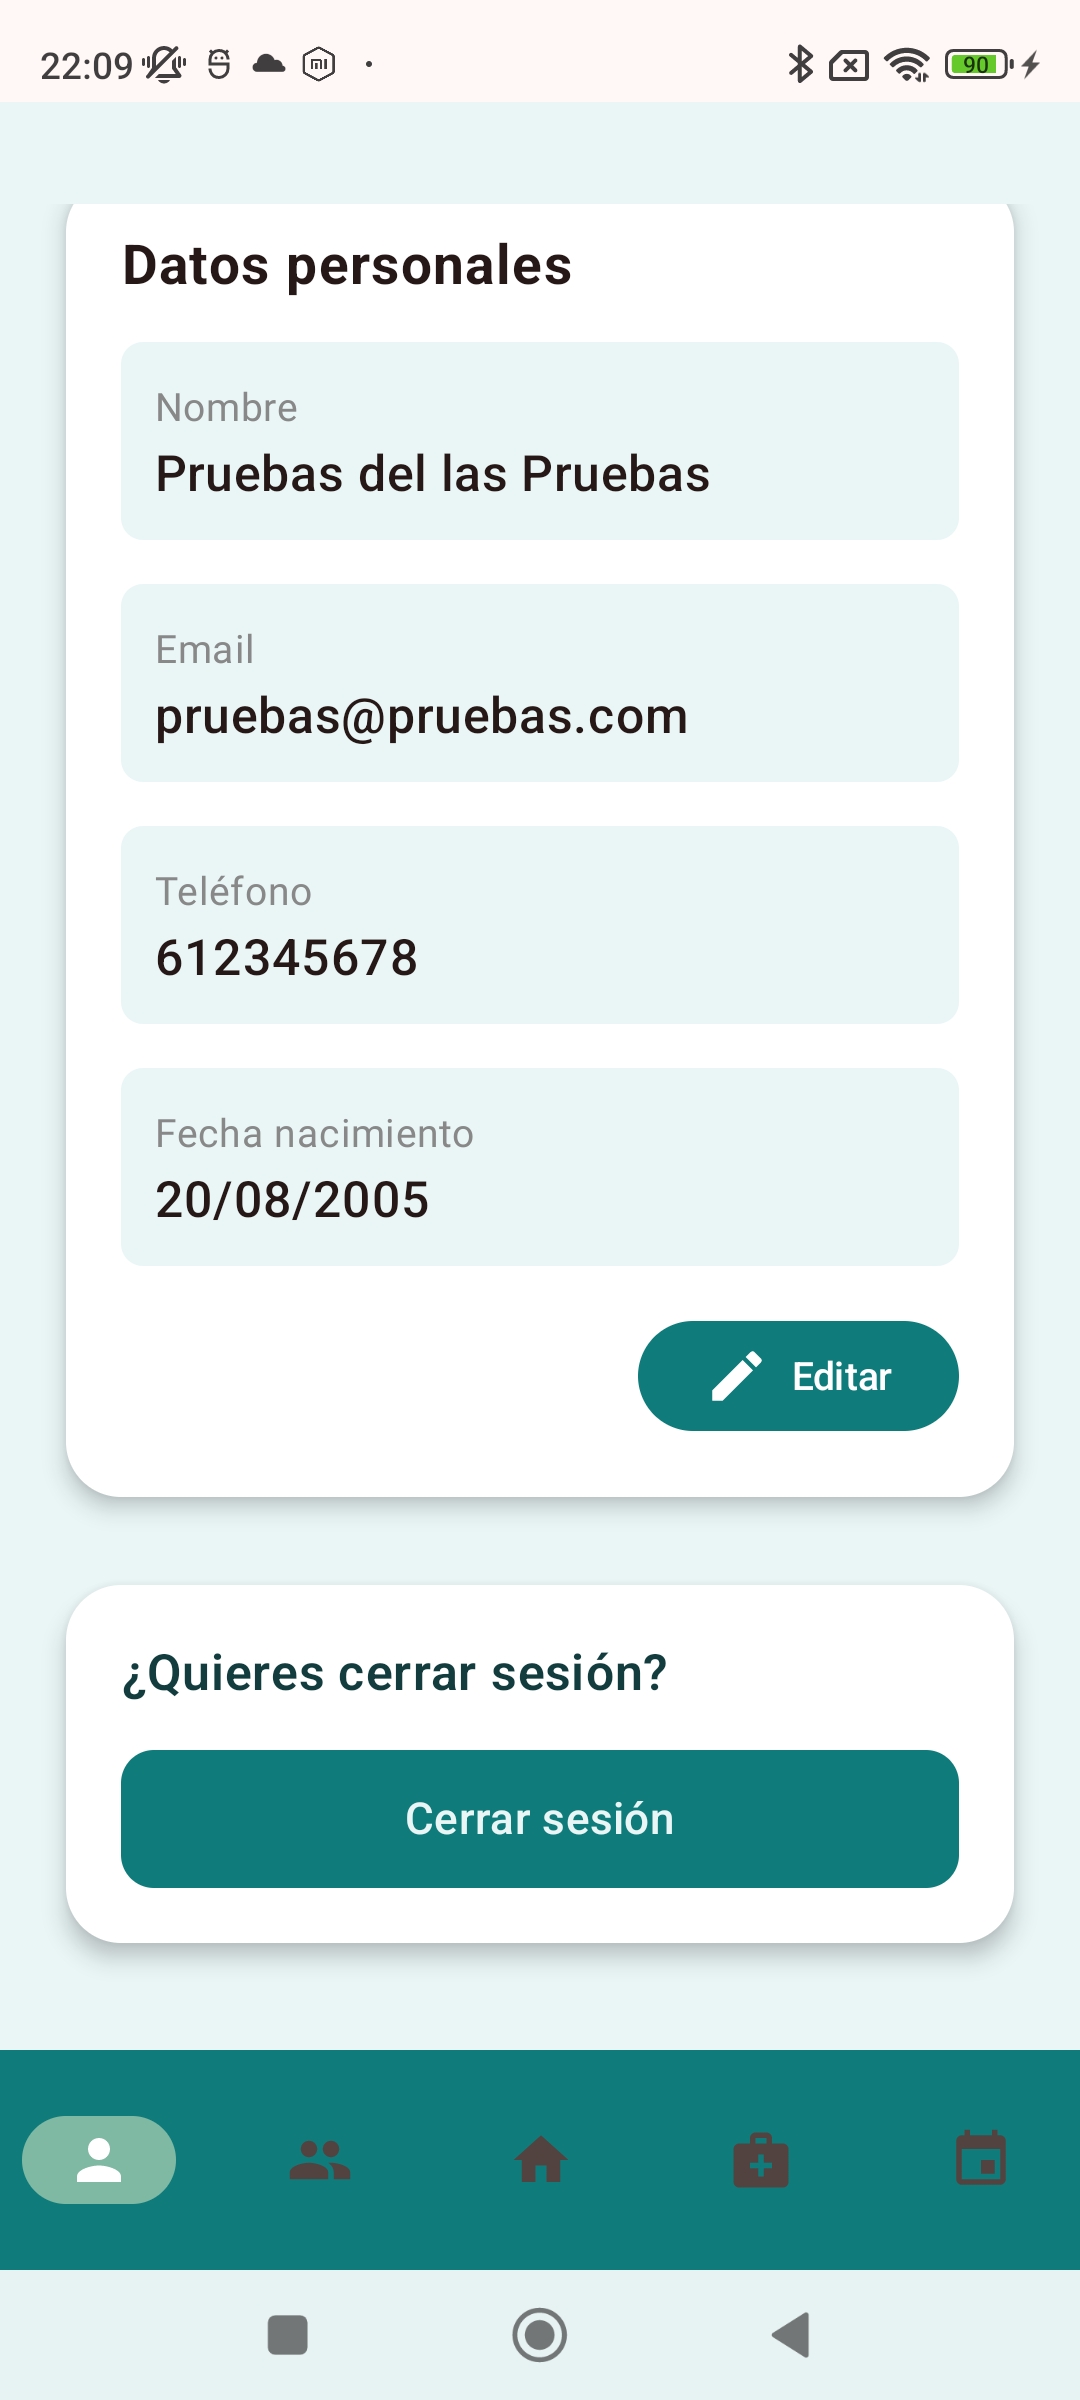 22:09
90
Datos personales
Nombre
Pruebas del las Pruebas
Email
pruebas@pruebas.com
Teléfono
612345678
Fecha nacimiento
20/08/2005
Editar
¿Quieres cerrar sesión?
Cerrar sesión